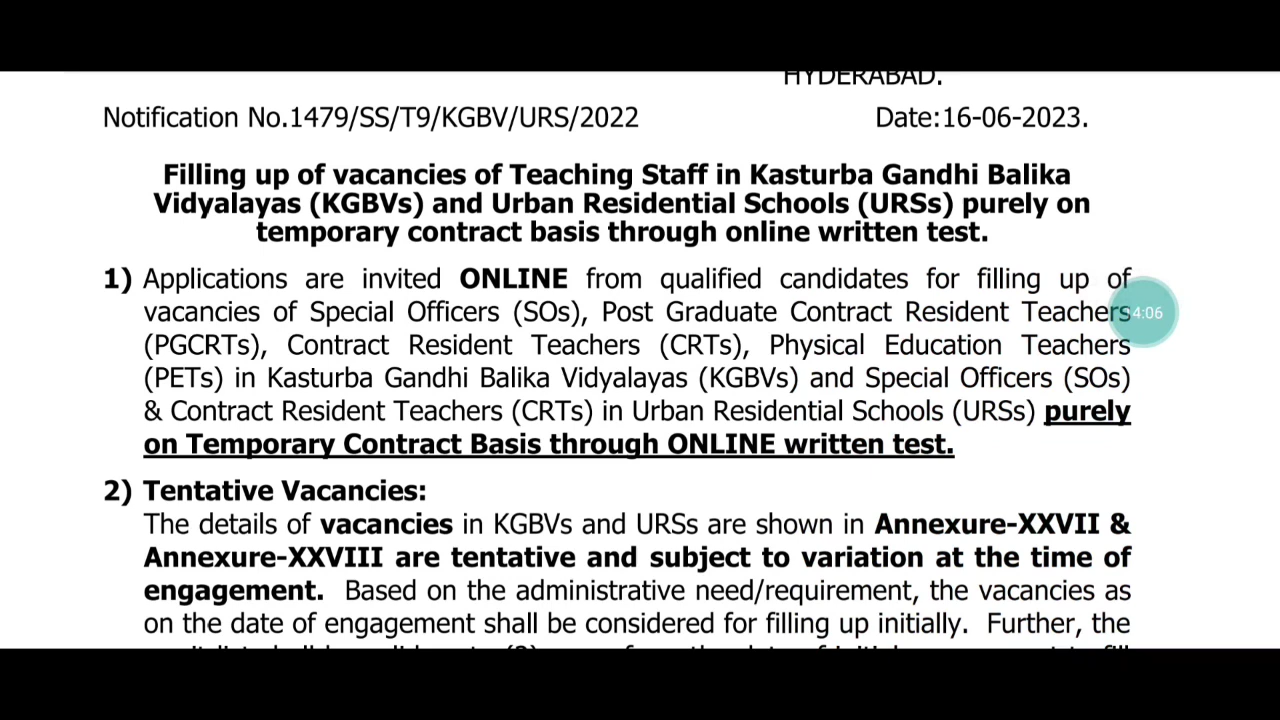 HYDERABAD.
Notification No.1479/SS/T9/KGBV/URS/2022 Date:16-06-2023.
Filling up of vacancies of Teaching Staff in Kasturba Gandhi Balika
Vidyalayas (KGBVs) and Urban Residential Schools (URSs) purely on
temporary contract basis through online written test.
1) Applications are invited ONLINE from qualified candidates for filling up of
vacancies of Special Officers (SOs), Post Graduate Contract Resident Teachers
(PGCRTs), Contract Resident Teachers (CRTs), Physical Education Teachers
(PETs) in Kasturba Gandhi Balika Vidyalayas (KGBVs) and Special Officers (SOs)
& Contract Resident Teachers (CRTs) in Urban Residential Schools (URSs) purely
on Temporary Contract Basis through ONLINE written test.
2) Tentative Vacancies:
The details of vacancies in KGBVs and URSs are shown in Annexure-XXVII &
Annexure-XXVIII are tentative and subject to variation at the time of
engagement. Based on the administrative need/requirement, the vacancies as
on the date of engagement shall be considered for filling up initially. Further, the
4:06